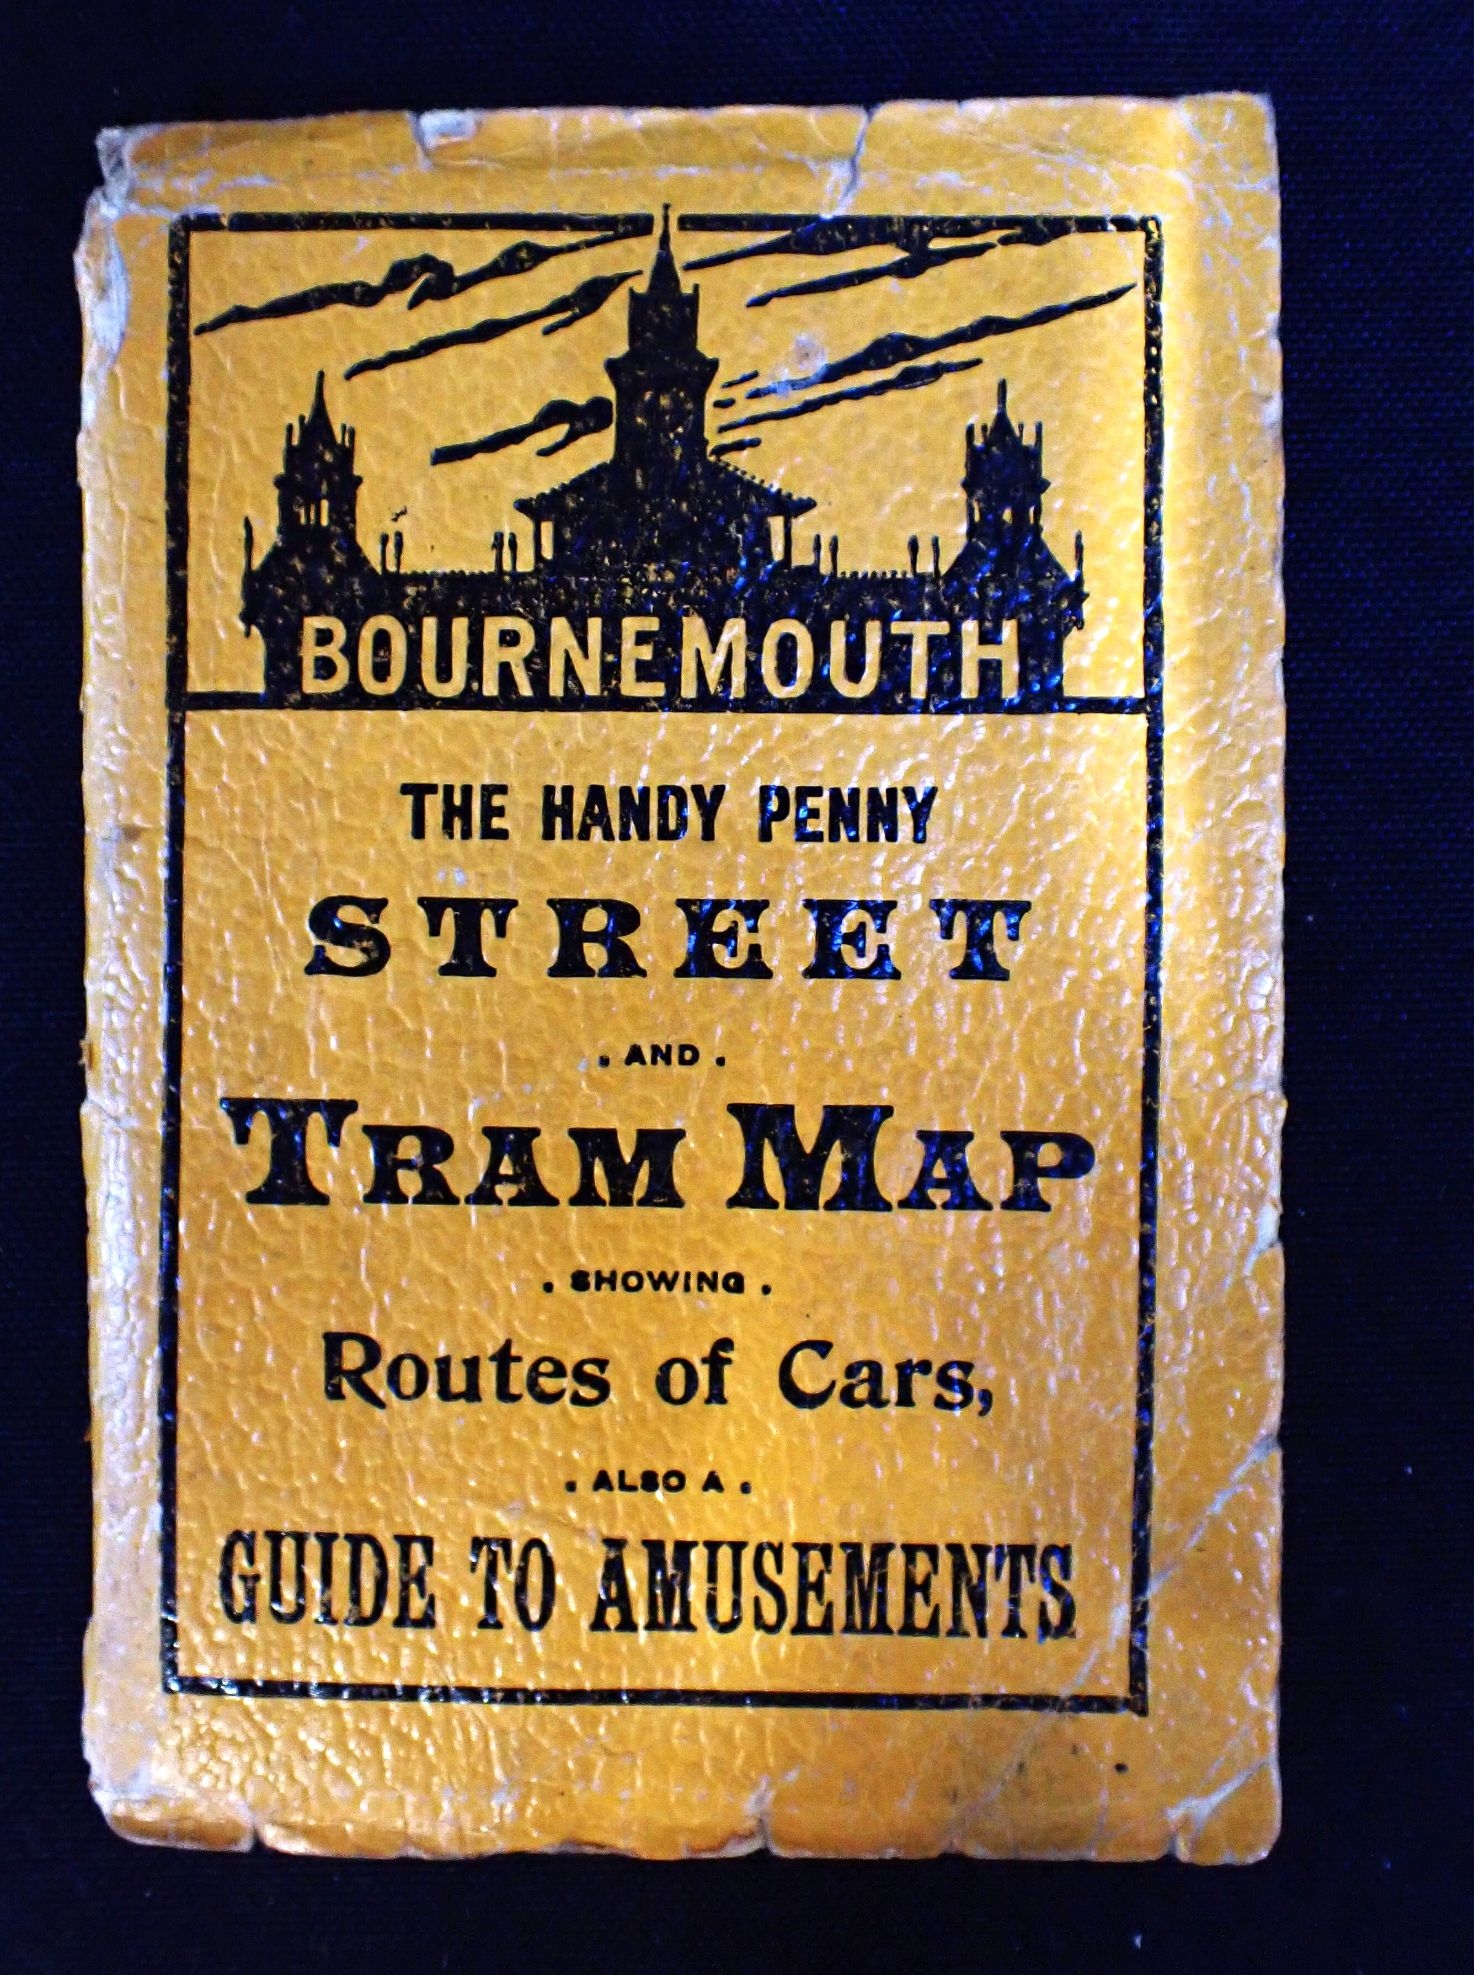 BOURNEMOUTH
THE HANDY PENNY
STREET
. AND .
TRAM MAP
. SHOWING .
Routes of Cars,
. ALSO A .
GUIDE TO AMUSEMENTS